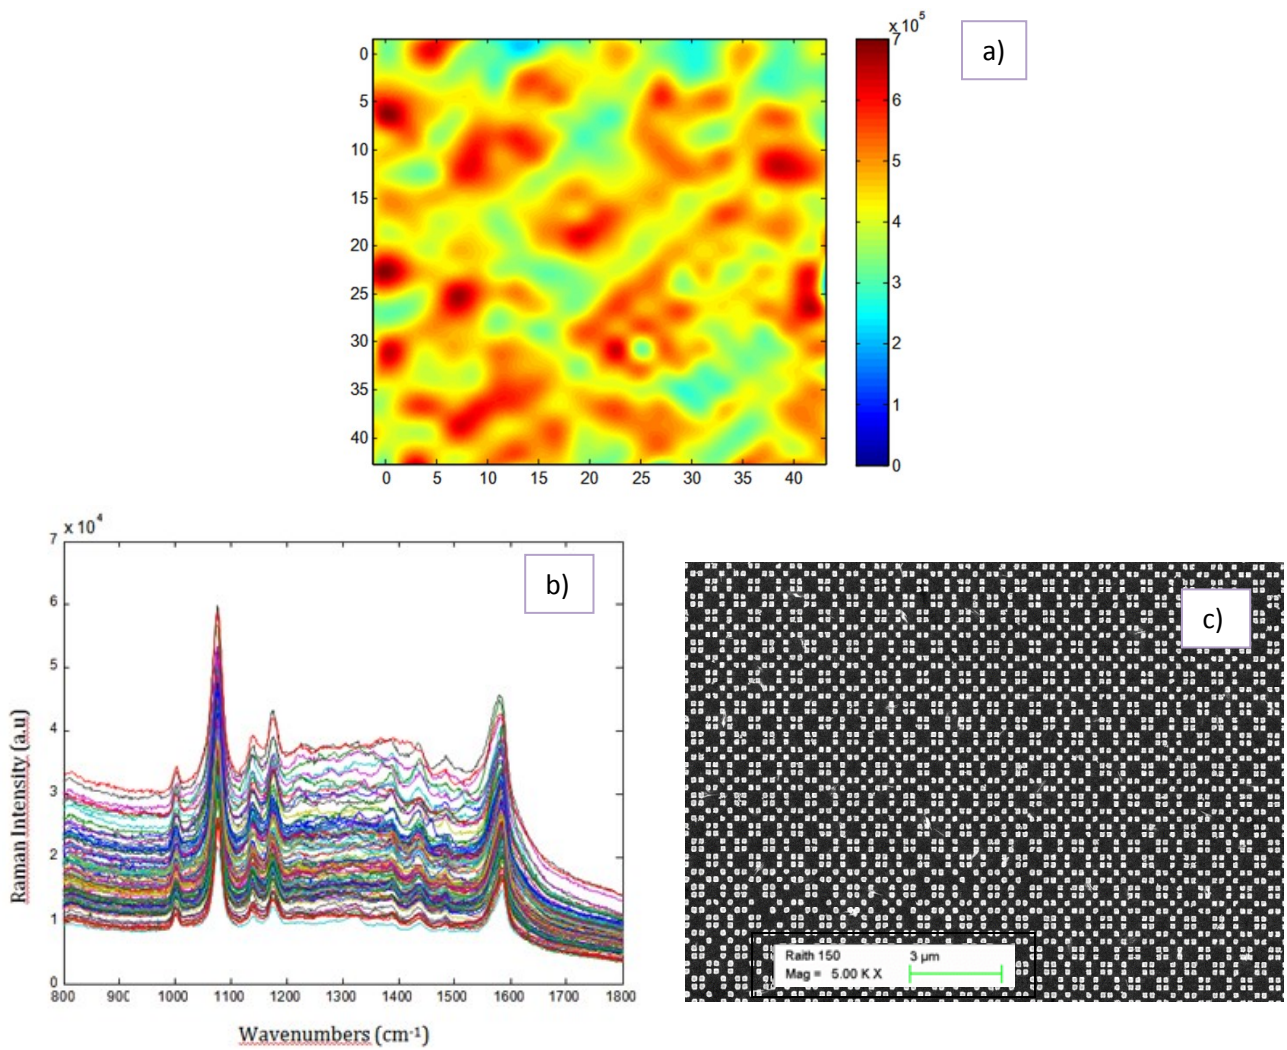 x 10⁵
a)
7
6
5
4
3
2
1
0
0
5
10
15
20
25
30
35
40
0 5 10 15 20 25 30 35 40
x 10⁴
b)
7
6
5
4
3
2
1
0
800 900 1000 1100 1200 1300 1400 1500 1600 1700 1800
Raman Intensity (a.u)
Wavenumbers (cm⁻¹)
c)
Raith 150 3 µm
Mag = 5.00 K X